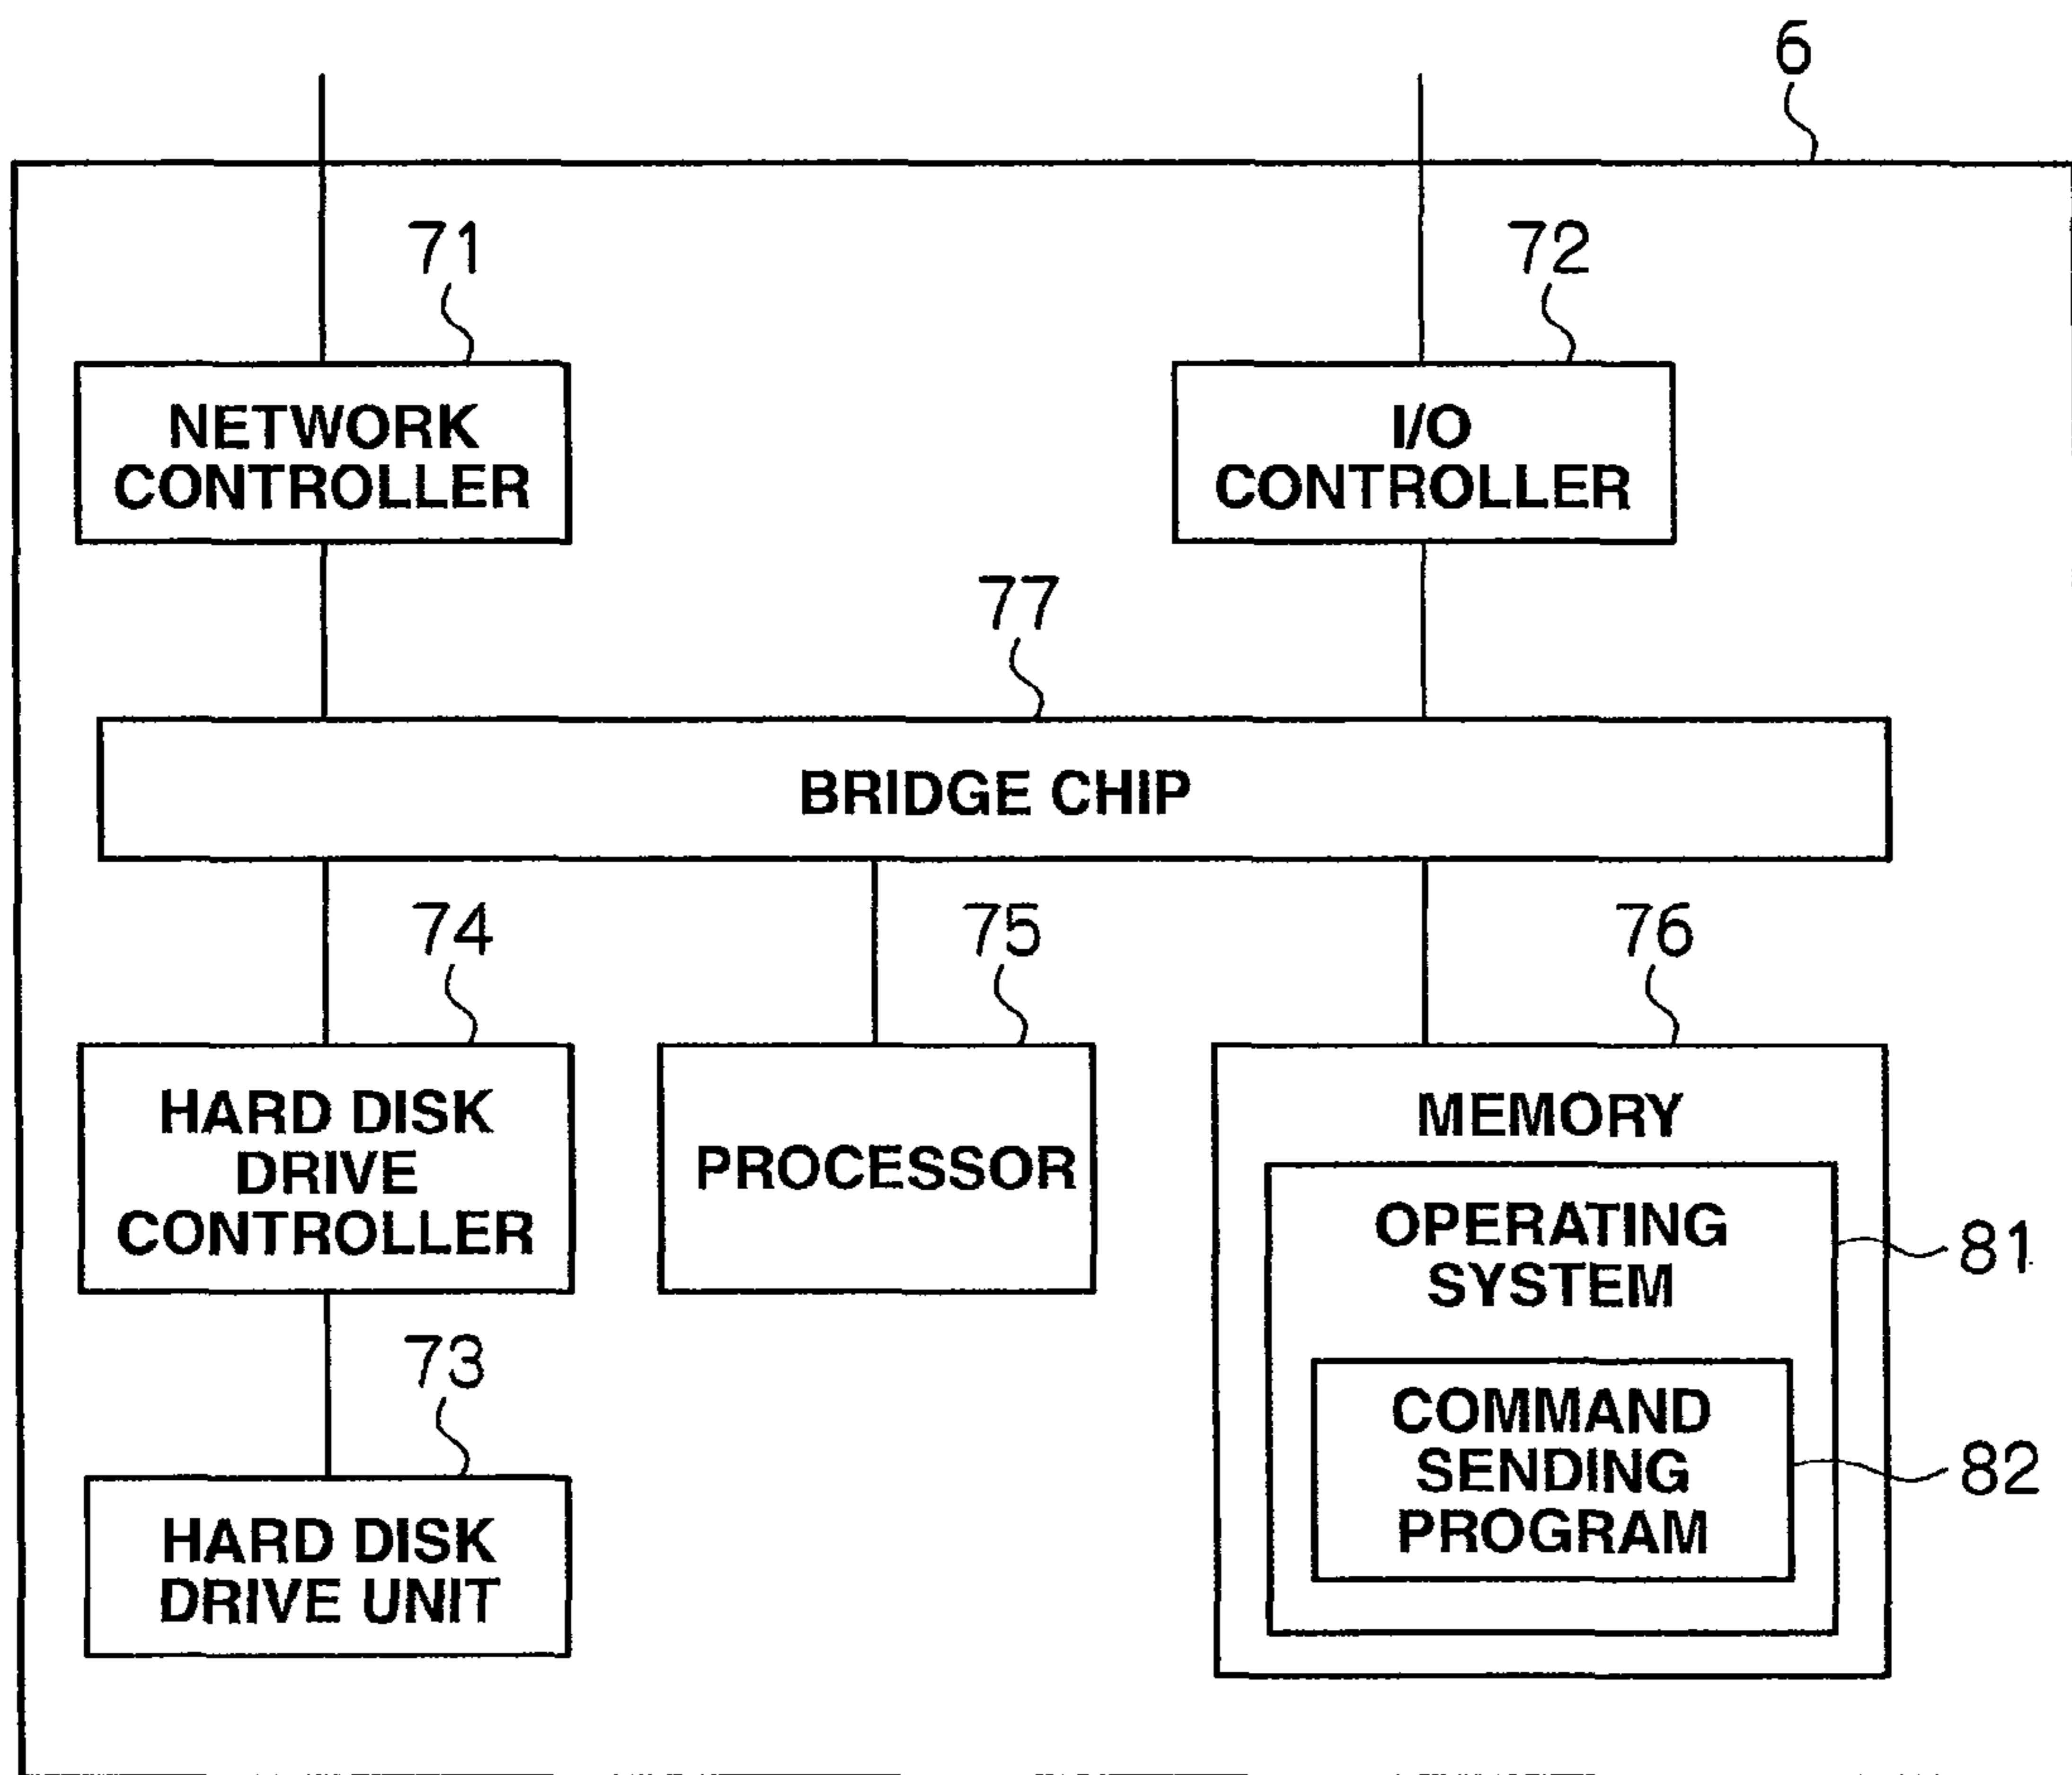 6
71
72
NETWORK
CONTROLLER
I/O
CONTROLLER
77
BRIDGE CHIP
74
75
76
HARD DISK
DRIVE
CONTROLLER
PROCESSOR
MEMORY
OPERATING
SYSTEM
81
73
COMMAND
SENDING
PROGRAM
82
HARD DISK
DRIVE UNIT